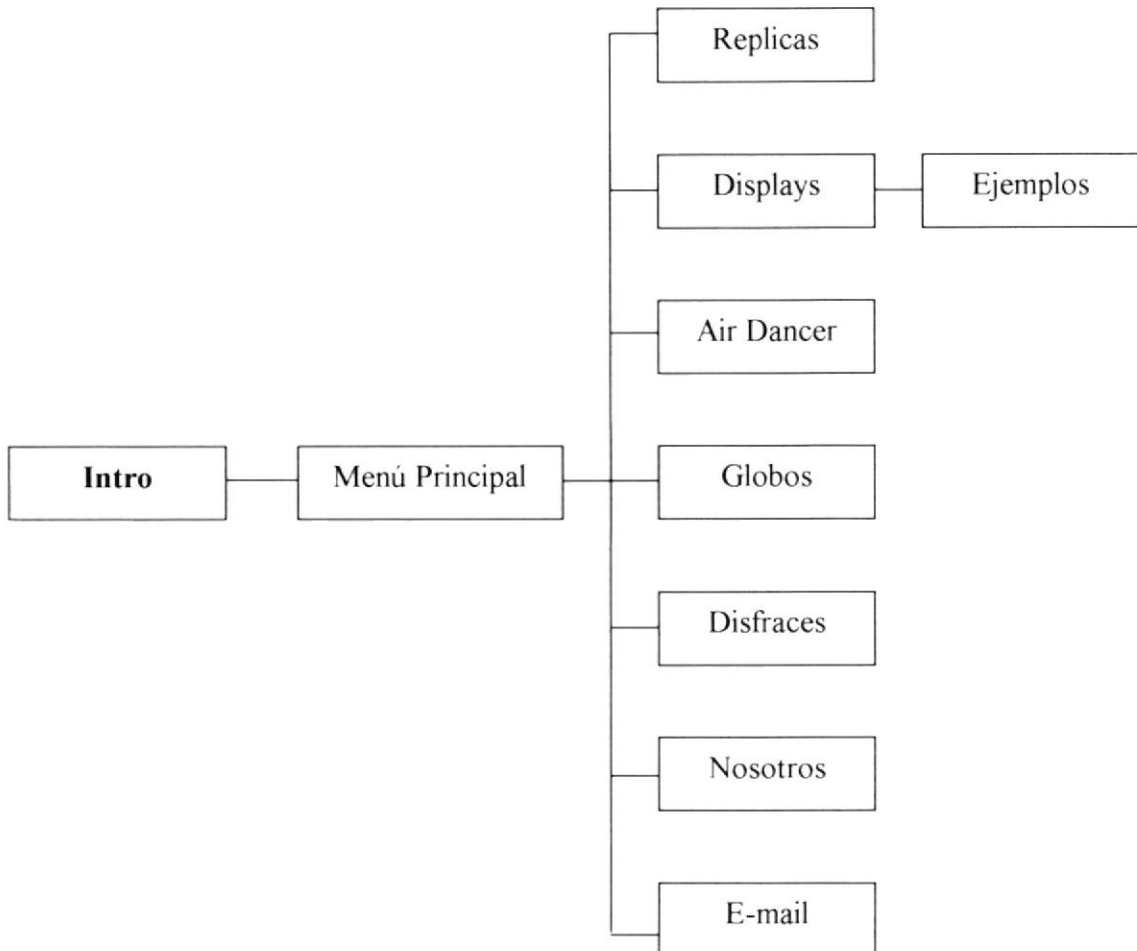 Replicas
Displays
Ejemplos
Air Dancer
Intro
Menú Principal
Globos
Disfraces
Nosotros
E-mail